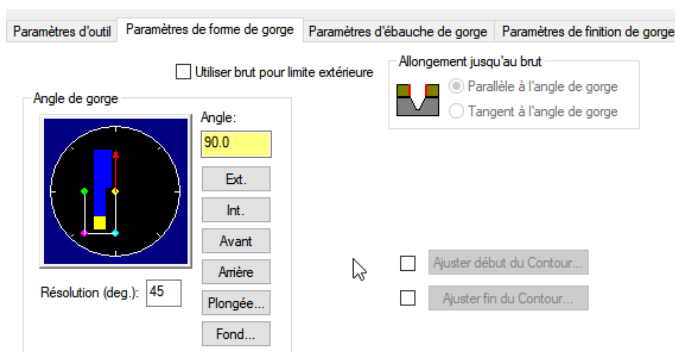 Paramètres d'outil Paramètres de forme de gorge Paramètres d'ébauche de gorge Paramètres de finition de gorge
Utiliser brut pour limite extérieure
Allongement jusqu'au brut
Parallèle à l'angle de gorge
Tangent à l'angle de gorge
Angle de gorge
Angle:
90.0
Ext.
Int.
Avant
Arrière
Plongée...
Fond...
Résolution (deg.): 45
Ajuster début du Contour...
Ajuster fin du Contour...